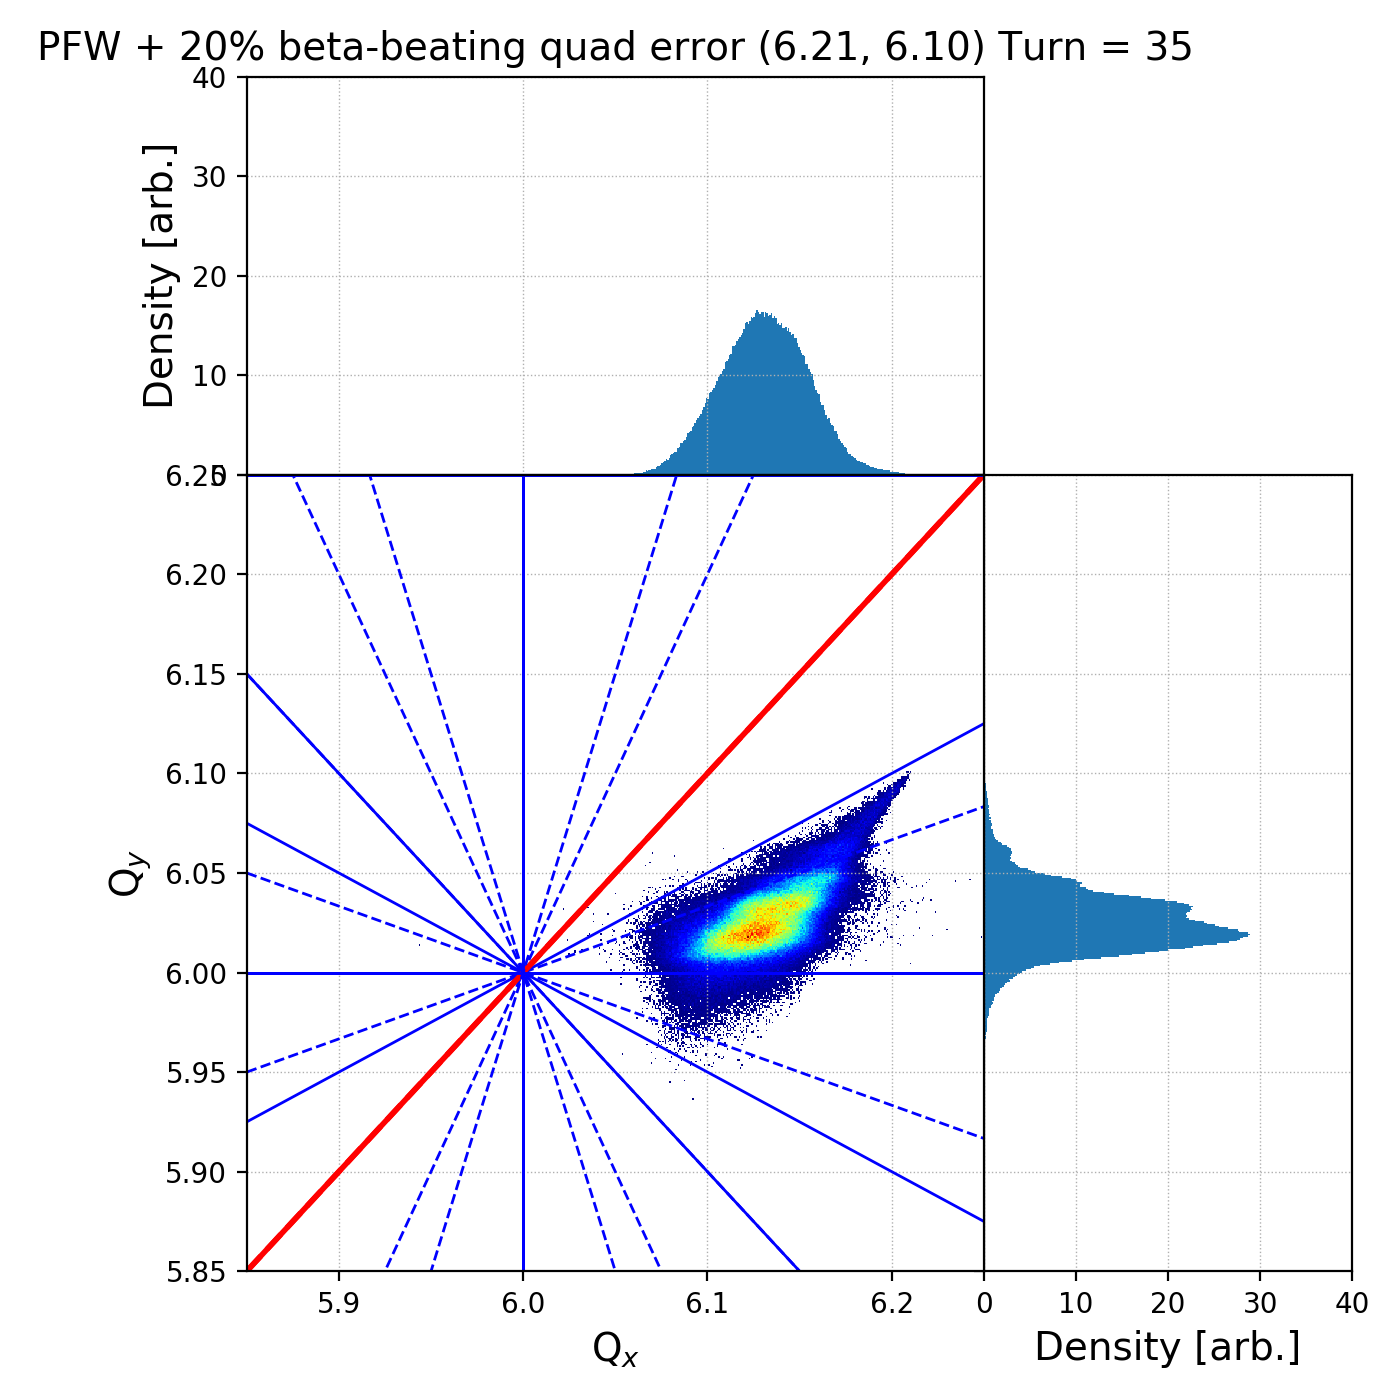 PFW + 20% beta-beating quad error (6.21, 6.10) Turn = 35
Density [arb.]
40
30
20
10
0
Q_y
6.25
6.20
6.15
6.10
6.05
6.00
5.95
5.90
5.85
5.9 6.0 6.1 6.2
Q_x
0 10 20 30 40
Density [arb.]